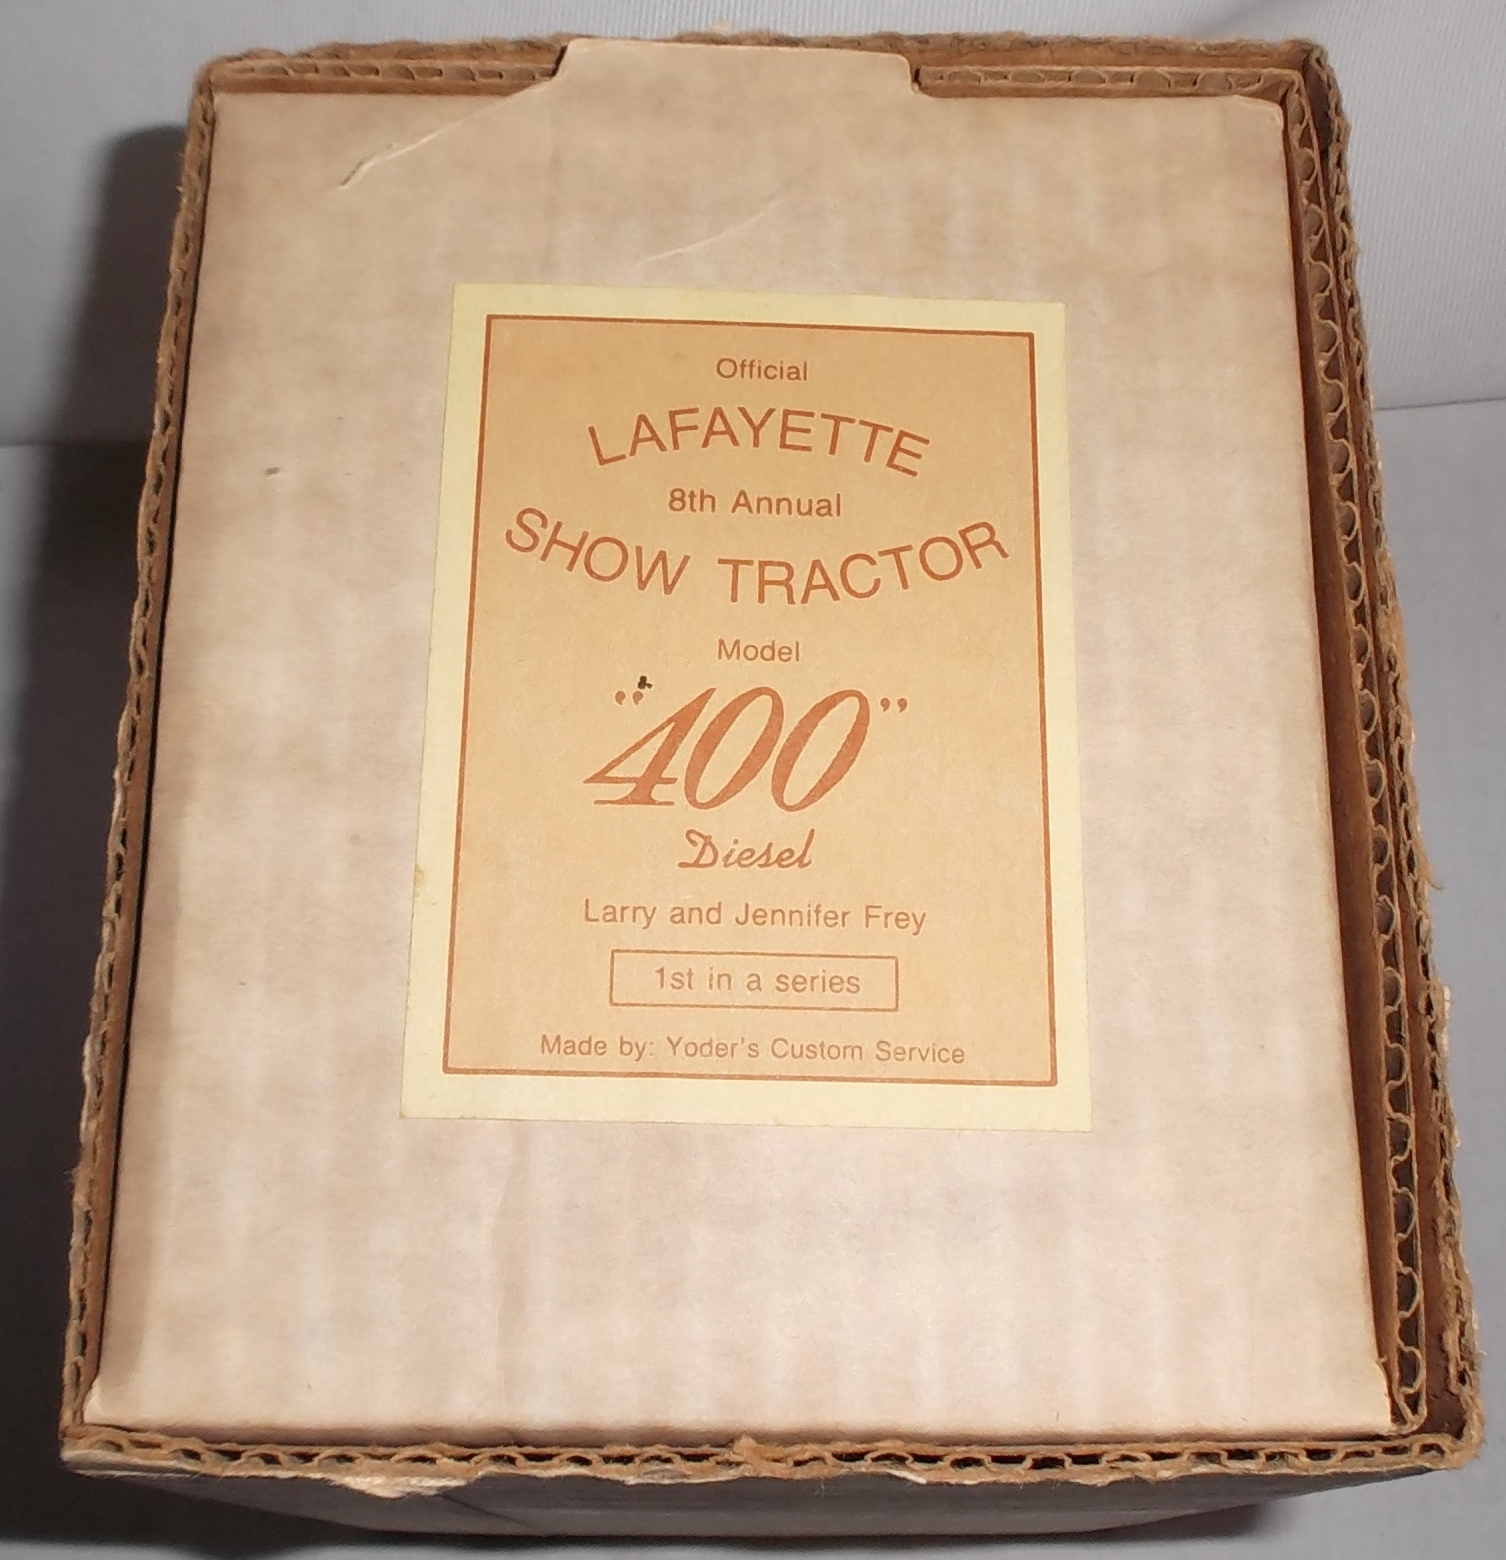 Official
LAFAYETTE
8th Annual
SHOW TRACTOR
Model
"400"
Diesel
Larry and Jennifer Frey
1st in a series
Made by: Yoder's Custom Service